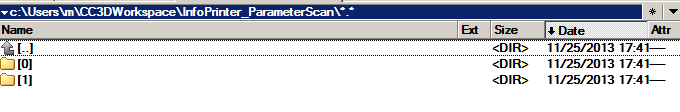 c:\Users\m\CC3DWorkspace\InfoPrinter_ParameterScan\*.* *
Name Ext Size Date Attr
[..] <DIR> 11/25/2013 17:41 —
[0] <DIR> 11/25/2013 17:41 —
[1] <DIR> 11/25/2013 17:41 —